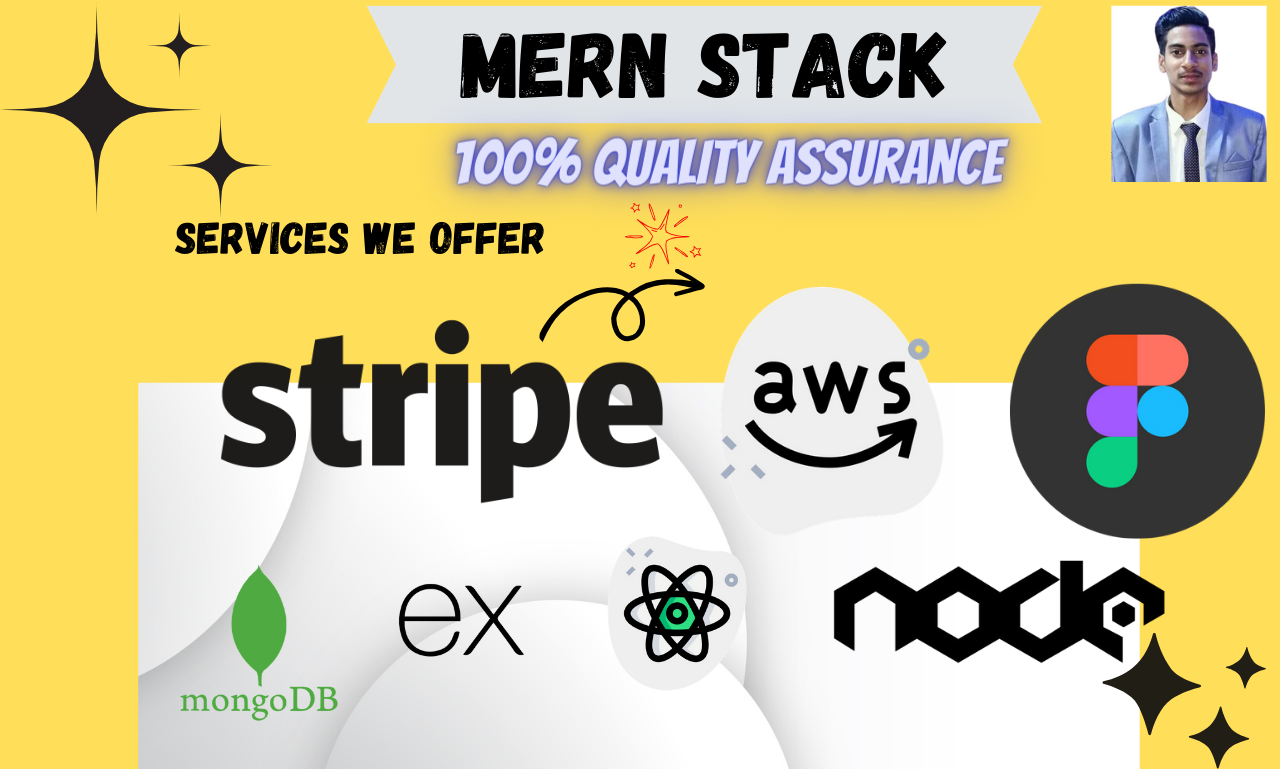 MERN STACK
100% QUALITY ASSURANCE
SERVICES WE OFFER
stripe
aws
mongoDB
ex
node